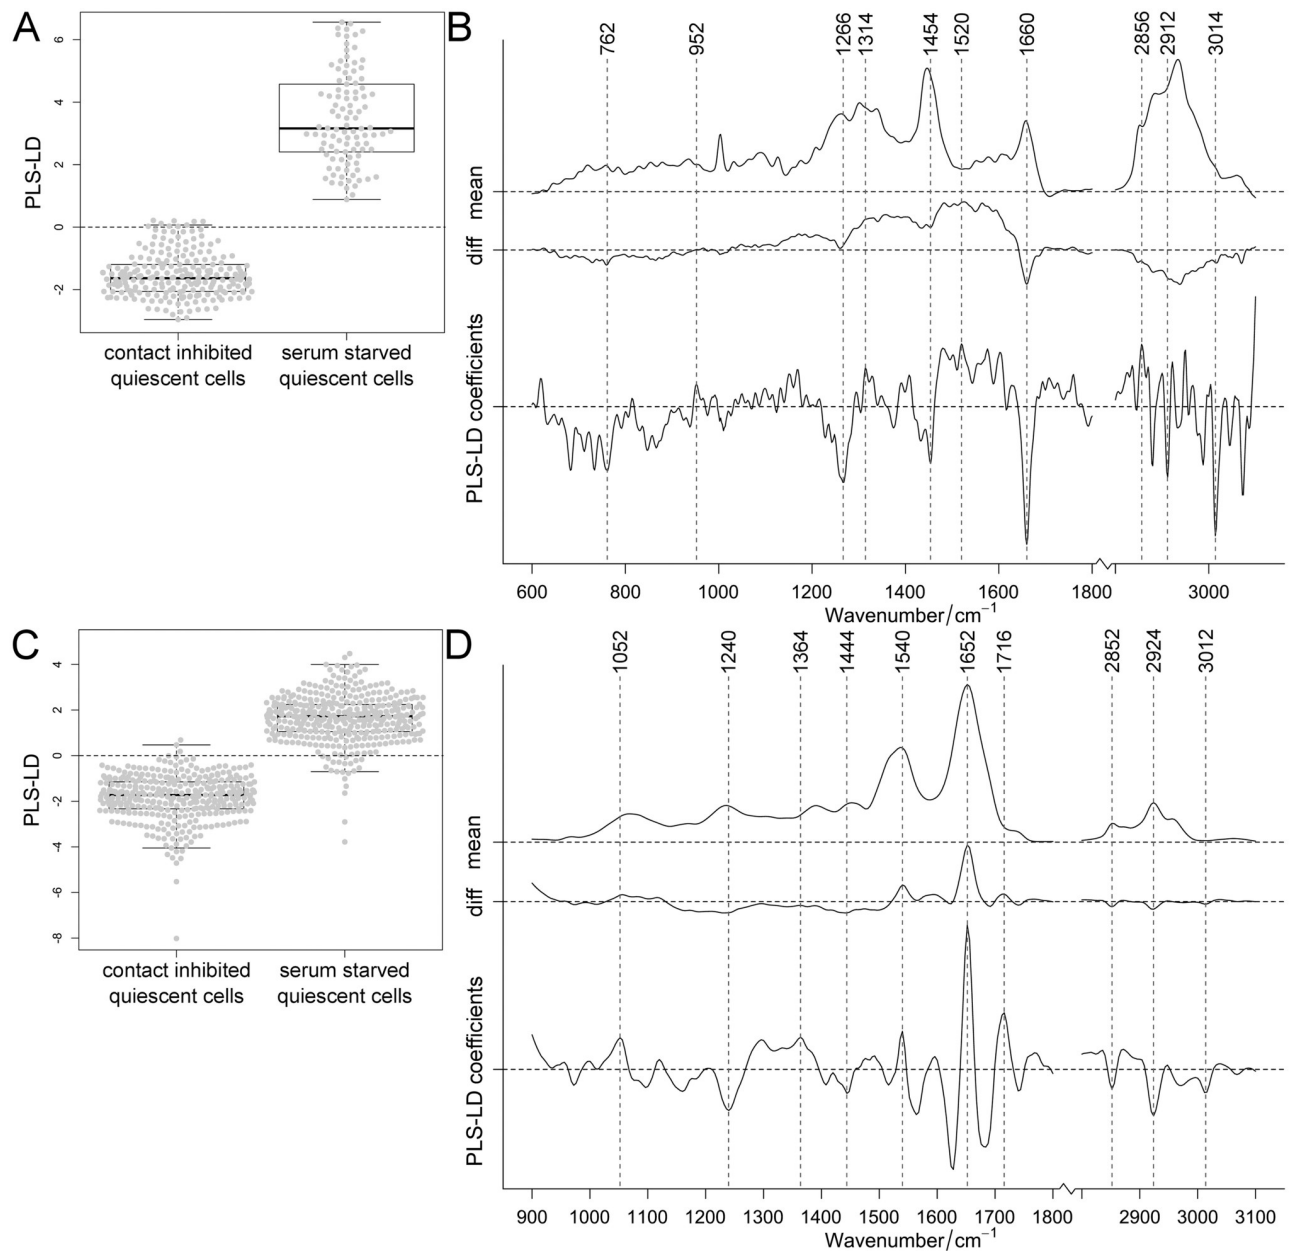 A
PLS-LD
6
4
2
0
-2
contact inhibited
quiescent cells
serum starved
quiescent cells
B
762
952
1266
1314
1454
1520
1660
2856
2912
3014
mean
diff
PLS-LD coefficients
600
800
1000
1200
1400
1600
1800
3000
Wavenumber/cm⁻¹
C
PLS-LD
4
2
0
-2
-4
-6
-8
contact inhibited
quiescent cells
serum starved
quiescent cells
D
1052
1240
1364
1444
1540
1652
1716
2852
2924
3012
mean
diff
PLS-LD coefficients
900
1000
1100
1200
1300
1400
1500
1600
1700
1800
2900
3000
3100
Wavenumber/cm⁻¹